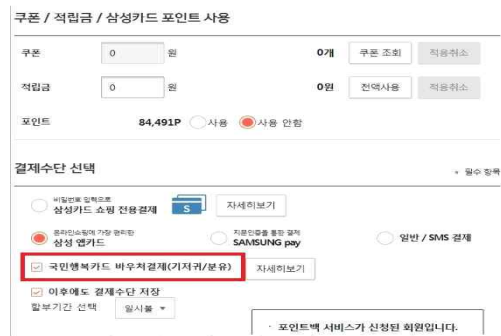 쿠폰 / 적립금 / 삼성카드 포인트 사용
쿠폰 0 원 0개 쿠폰 조회 적용취소
적립금 0 원 0원 전액사용 적용취소
포인트 84,491P 사용 사용 안함
결제수단 선택 * 필수 항목
비밀번호 입력으로
삼성카드 쇼핑 전용결제 S 자세히보기
온라인쇼핑에 가장 편리한 지문인증을 통한 결제
삼성 앱카드 SAMSUNG pay 일반 / SMS 결제
국민행복카드 바우처결제(기저귀/분유) 자세히보기
이후에도 결제수단 저장
할부기간 선택 일시불
· 포인트백 서비스가 신청된 회원입니다.